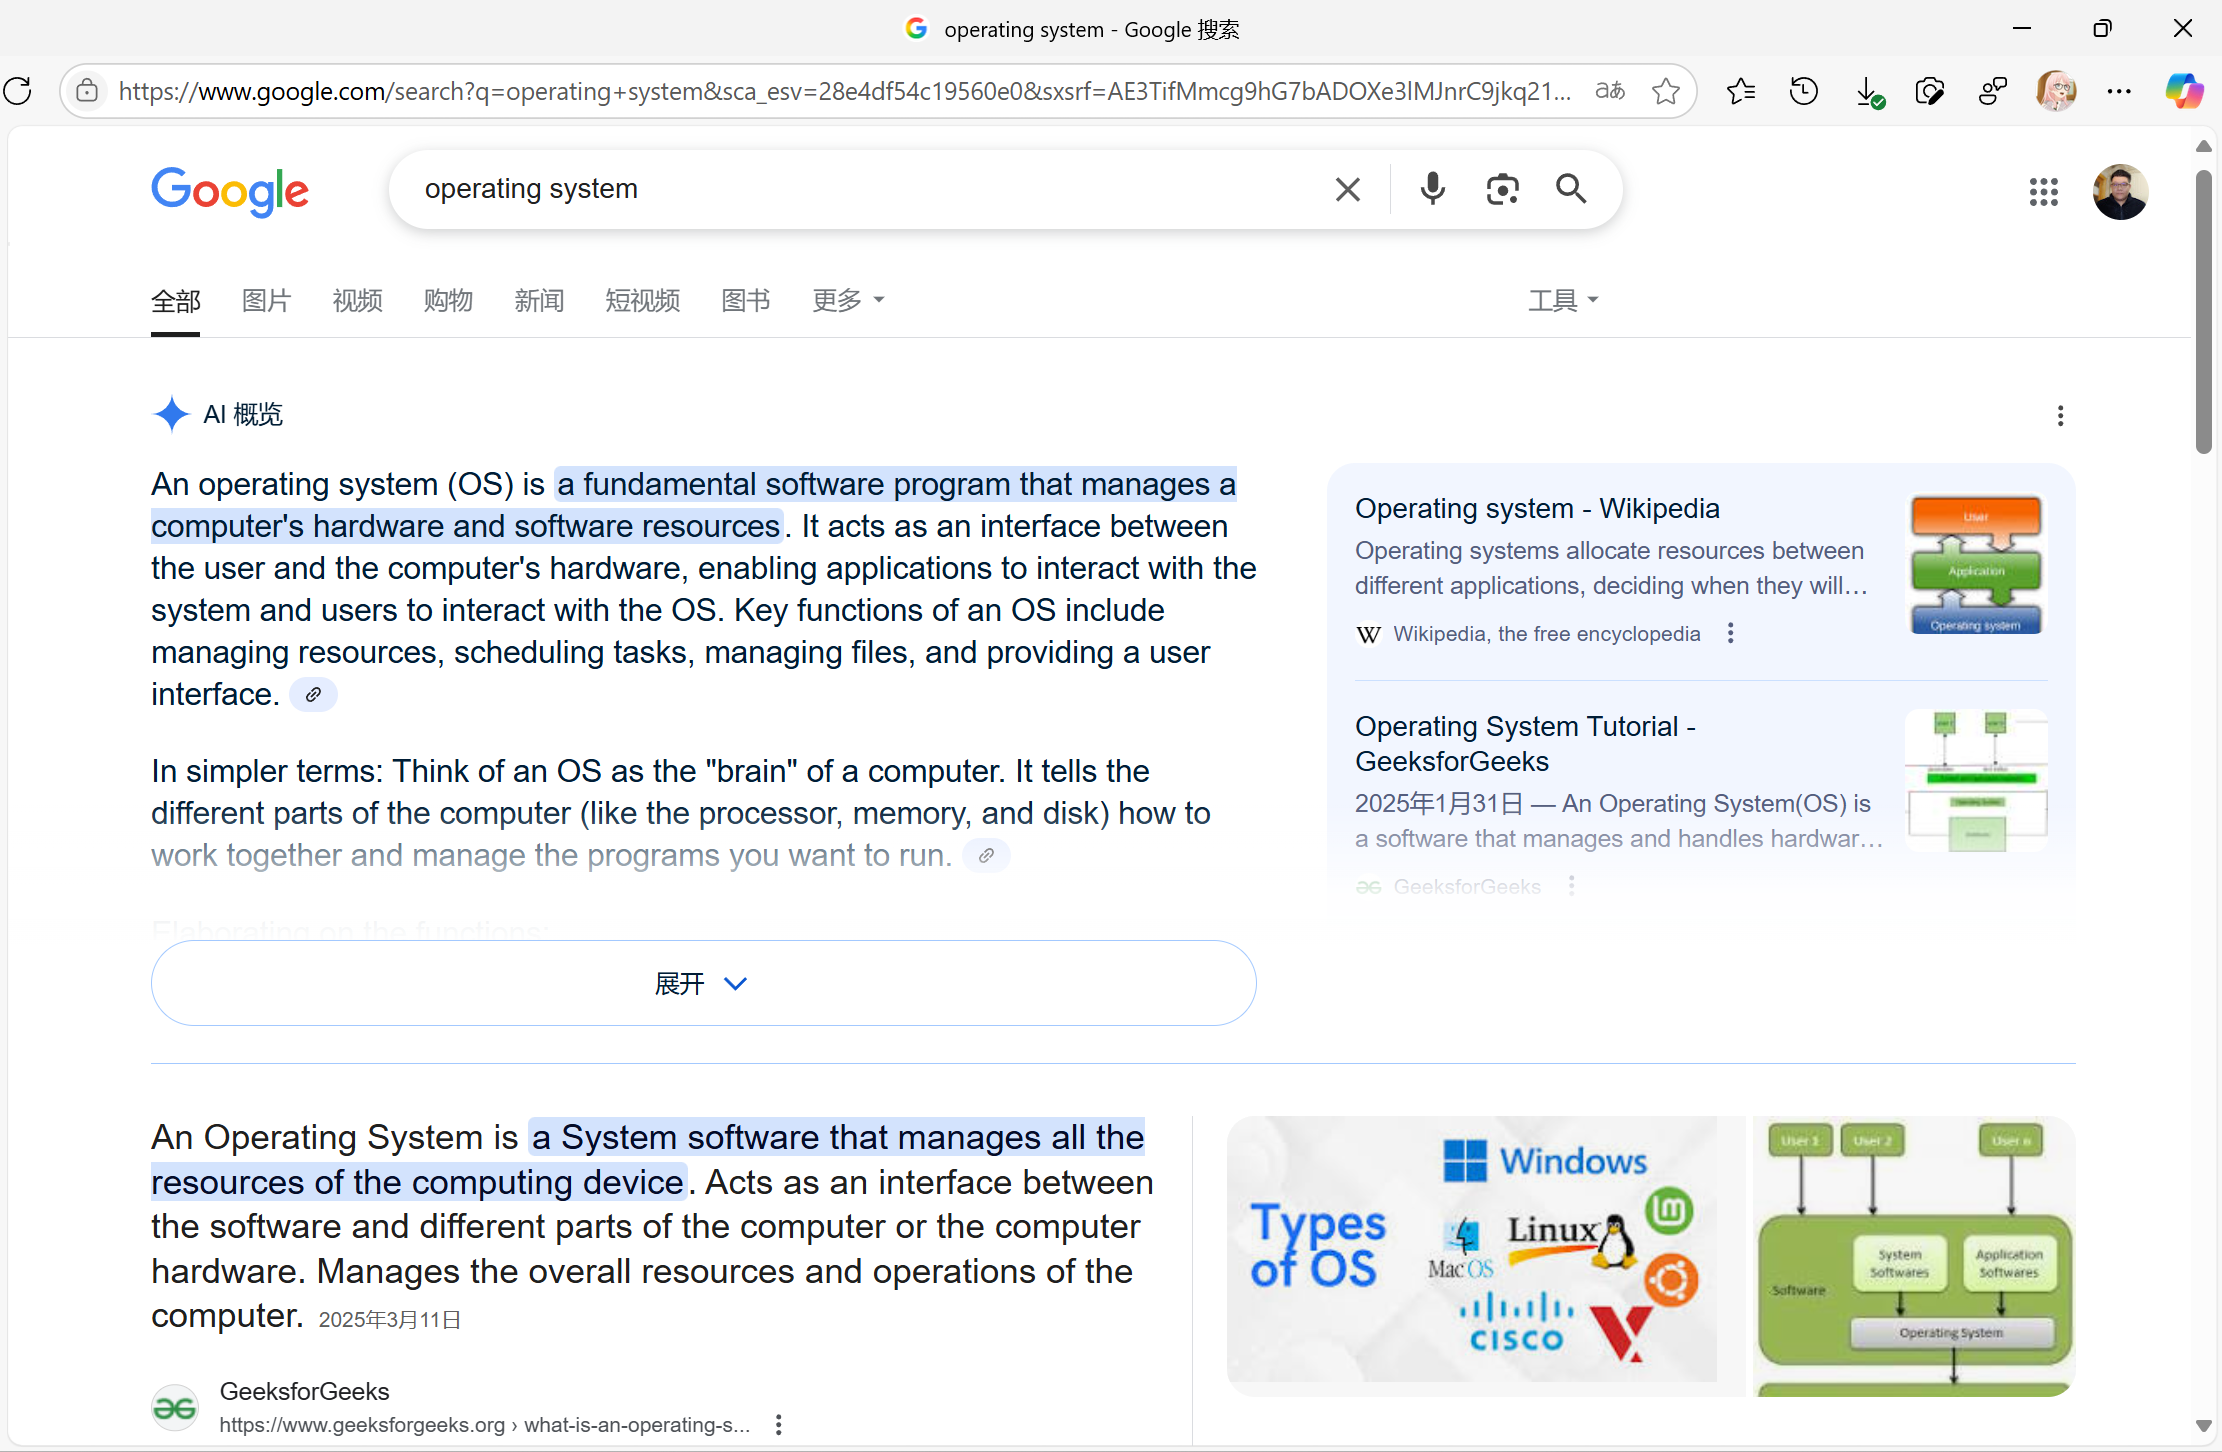 operating system - Google 搜索
https://www.google.com/search?q=operating+system&sca_esv=28e4df54c19560e0&sxsrf=AE3TifMmcg9hG7bADOXe3lMJnrC9jkq21...
aあ
Google
operating system
全部
图片
视频
购物
新闻
短视频
图书
更多
工具
AI 概览
An operating system (OS) is a fundamental software program that manages a
computer's hardware and software resources. It acts as an interface between
the user and the computer's hardware, enabling applications to interact with the
system and users to interact with the OS. Key functions of an OS include
managing resources, scheduling tasks, managing files, and providing a user
interface.
In simpler terms: Think of an OS as the "brain" of a computer. It tells the
different parts of the computer (like the processor, memory, and disk) how to
work together and manage the programs you want to run.
Elaborating on the functions:
展开
Operating system - Wikipedia
Operating systems allocate resources between
different applications, deciding when they will...
W Wikipedia, the free encyclopedia
User
Application
Operating system
Operating System Tutorial -
GeeksforGeeks
2025年1月31日 — An Operating System(OS) is
a software that manages and handles hardwar...
GeeksforGeeks
An Operating System is a System software that manages all the
resources of the computing device. Acts as an interface between
the software and different parts of the computer or the computer
hardware. Manages the overall resources and operations of the
computer. 2025年3月11日
GeeksforGeeks
https://www.geeksforgeeks.org › what-is-an-operating-s...
Types
of OS
Windows
Mac OS
Linux
CISCO
User 1
User 2
User n
System
Softwares
Application
Softwares
Software
Operating System